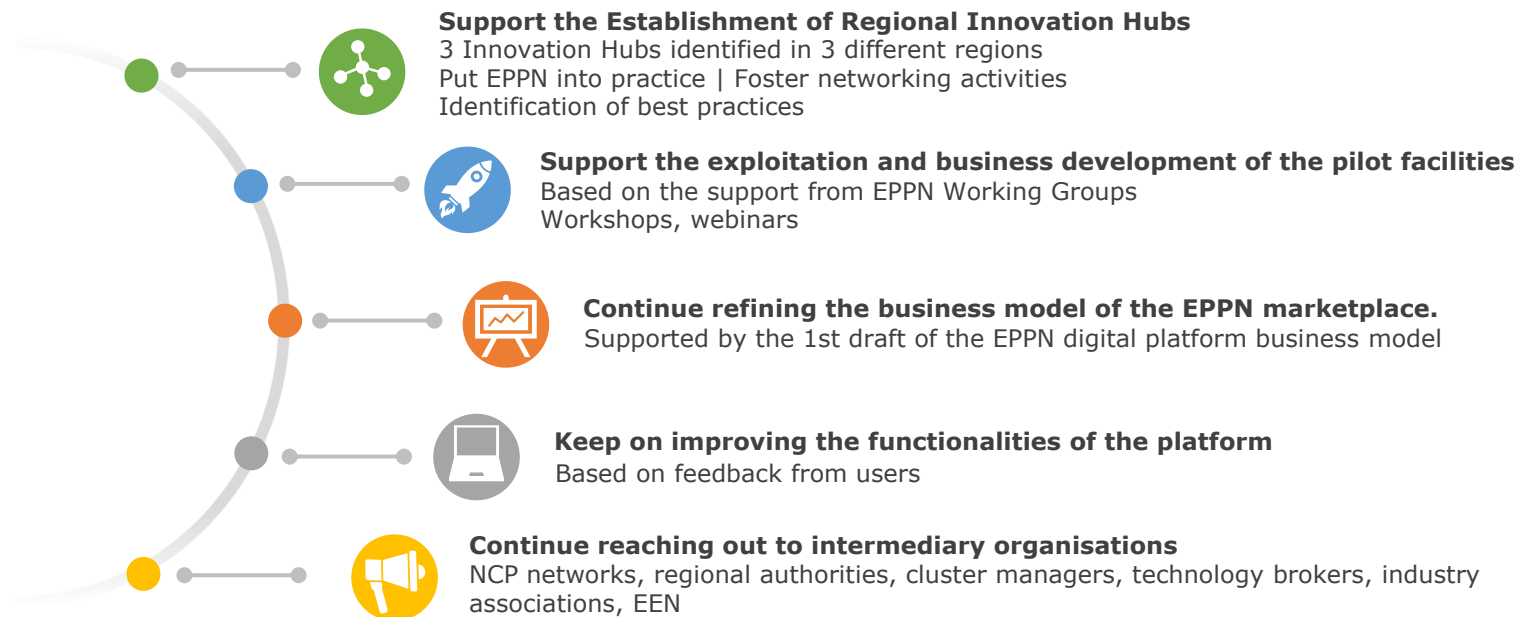 Support the Establishment of Regional Innovation Hubs
3 Innovation Hubs identified in 3 different regions
Put EPPN into practice | Foster networking activities
Identification of best practices
Support the exploitation and business development of the pilot facilities
Based on the support from EPPN Working Groups
Workshops, webinars
Continue refining the business model of the EPPN marketplace.
Supported by the 1st draft of the EPPN digital platform business model
Keep on improving the functionalities of the platform
Based on feedback from users
Continue reaching out to intermediary organisations
NCP networks, regional authorities, cluster managers, technology brokers, industry
associations, EEN